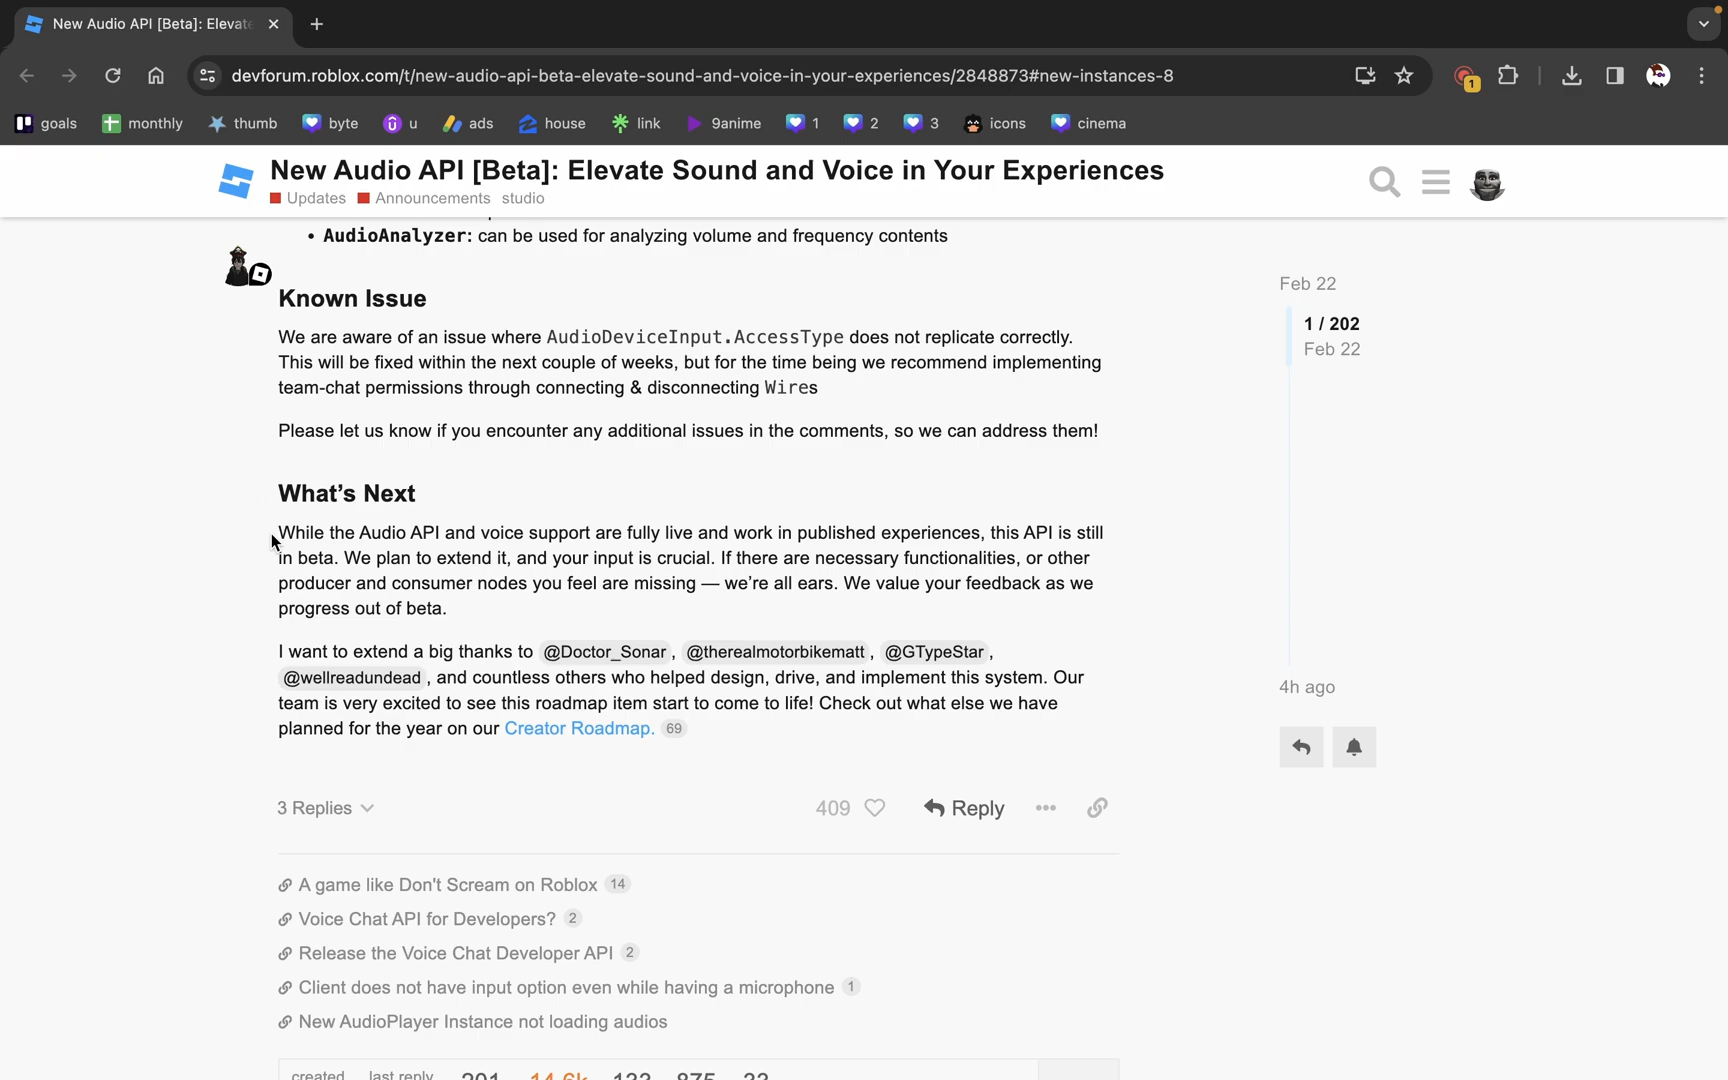 New Audio API [Beta]: Elevate
devforum.roblox.com/t/new-audio-api-beta-elevate-sound-and-voice-in-your-experiences/2848873#new-instances-8
1
goals monthly thumb byte u ads house link 9anime 1 2 3 icons cinema
New Audio API [Beta]: Elevate Sound and Voice in Your Experiences
Updates Announcements studio
• AudioAnalyzer: can be used for analyzing volume and frequency contents
Feb 22
Known Issue
1 / 202
Feb 22
We are aware of an issue where AudioDeviceInput.AccessType does not replicate correctly.
This will be fixed within the next couple of weeks, but for the time being we recommend implementing
team-chat permissions through connecting & disconnecting Wires
Please let us know if you encounter any additional issues in the comments, so we can address them!
What’s Next
While the Audio API and voice support are fully live and work in published experiences, this API is still
in beta. We plan to extend it, and your input is crucial. If there are necessary functionalities, or other
producer and consumer nodes you feel are missing — we’re all ears. We value your feedback as we
progress out of beta.
I want to extend a big thanks to @Doctor_Sonar, @therealmotorbikematt, @GTypeStar,
@wellreadundead, and countless others who helped design, drive, and implement this system. Our
team is very excited to see this roadmap item start to come to life! Check out what else we have
planned for the year on our Creator Roadmap. 69
4h ago
3 Replies 409 Reply
A game like Don't Scream on Roblox 14
Voice Chat API for Developers? 2
Release the Voice Chat Developer API 2
Client does not have input option even while having a microphone 1
New AudioPlayer Instance not loading audios
created last reply 201 14.6k 133 875 33